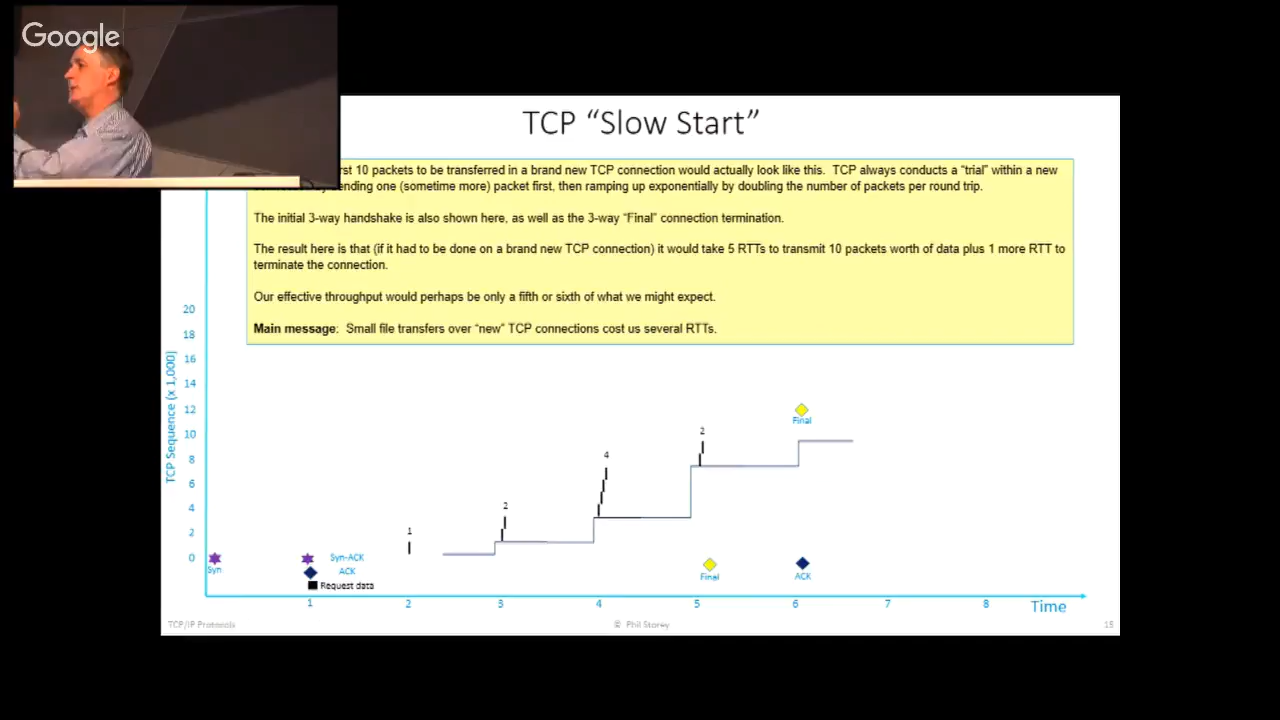 Google
TCP “Slow Start”
10 packets to be transferred in a brand new TCP connection would actually look like this. TCP always conducts a “trial” within a new
one (sometime more) packet first, then ramping up exponentially by doubling the number of packets per round trip.
The initial 3-way handshake is also shown here, as well as the 3-way “Final” connection termination.
The result here is that (if it had to be done on a brand new TCP connection) it would take 5 RTTs to transmit 10 packets worth of data plus 1 more RTT to
terminate the connection.
Our effective throughput would perhaps be only a fifth or sixth of what we might expect.
Main message: Small file transfers over “new” TCP connections cost us several RTTs.
TCP Sequence (x 1,000)
20
18
16
14
12
10
8
6
4
2
0
Final
2
4
2
1
Syn
Syn-ACK
ACK
Request data
Final
ACK
1 2 3 4 5 6 7 8 Time
TCP/IP Protocols © Phil Storey 15